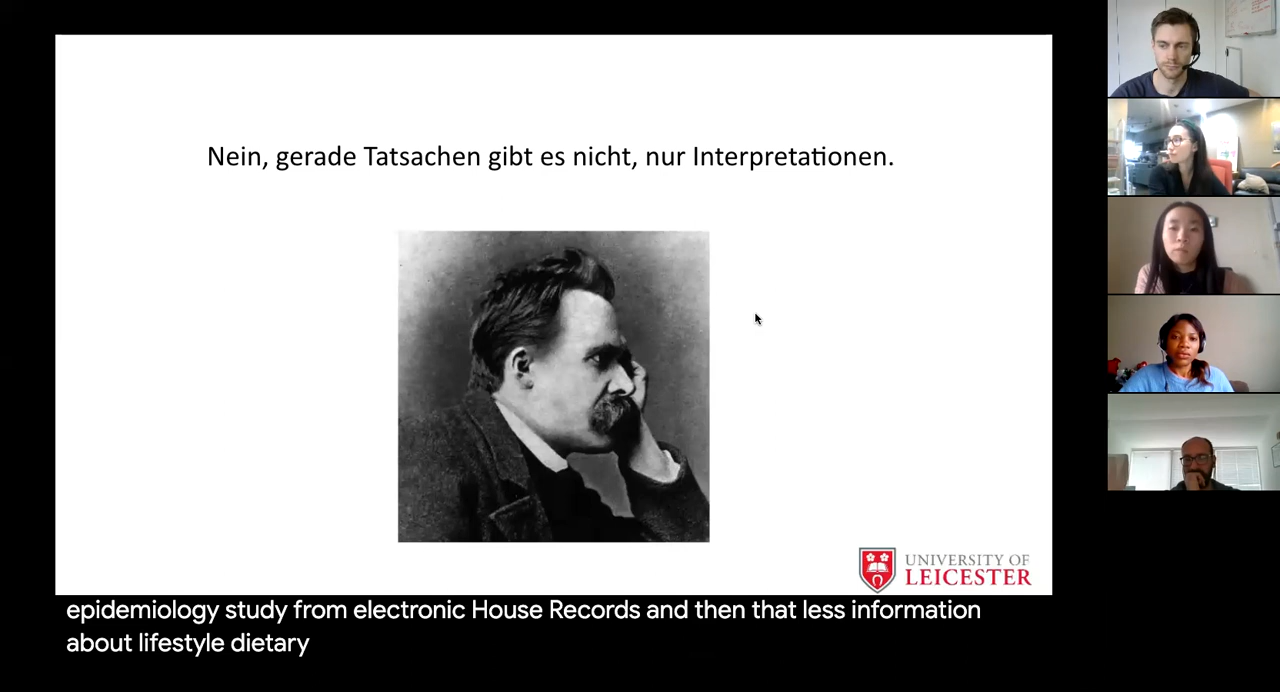 Nein, gerade Tatsachen gibt es nicht, nur Interpretationen.
UNIVERSITY OF
LEICESTER
epidemiology study from electronic House Records and then that less information
about lifestyle dietary